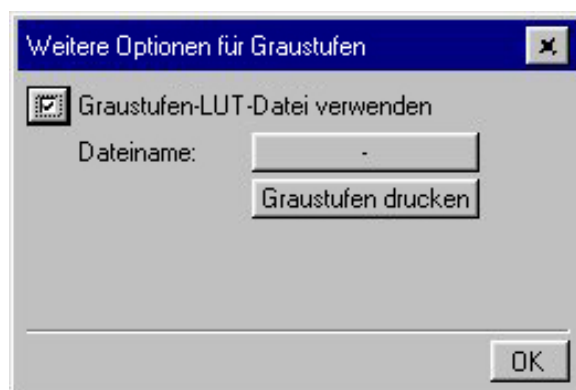 Weitere Optionen für Graustufen
Graustufen-LUT-Datei verwenden
Dateiname: -
Graustufen drucken
OK